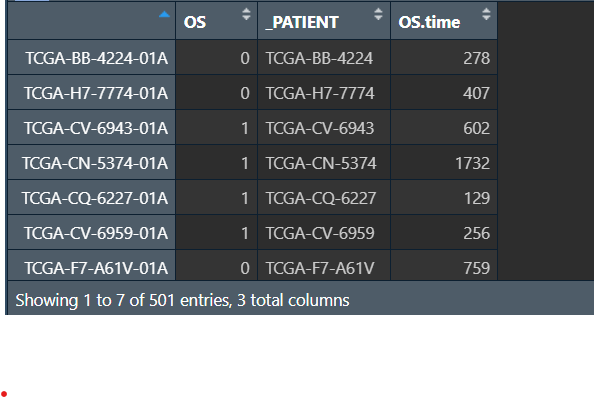 OS _PATIENT OS.time
TCGA-BB-4224-01A 0 TCGA-BB-4224 278
TCGA-H7-7774-01A 0 TCGA-H7-7774 407
TCGA-CV-6943-01A 1 TCGA-CV-6943 602
TCGA-CN-5374-01A 1 TCGA-CN-5374 1732
TCGA-CQ-6227-01A 1 TCGA-CQ-6227 129
TCGA-CV-6959-01A 1 TCGA-CV-6959 256
TCGA-F7-A61V-01A 0 TCGA-F7-A61V 759
Showing 1 to 7 of 501 entries, 3 total columns